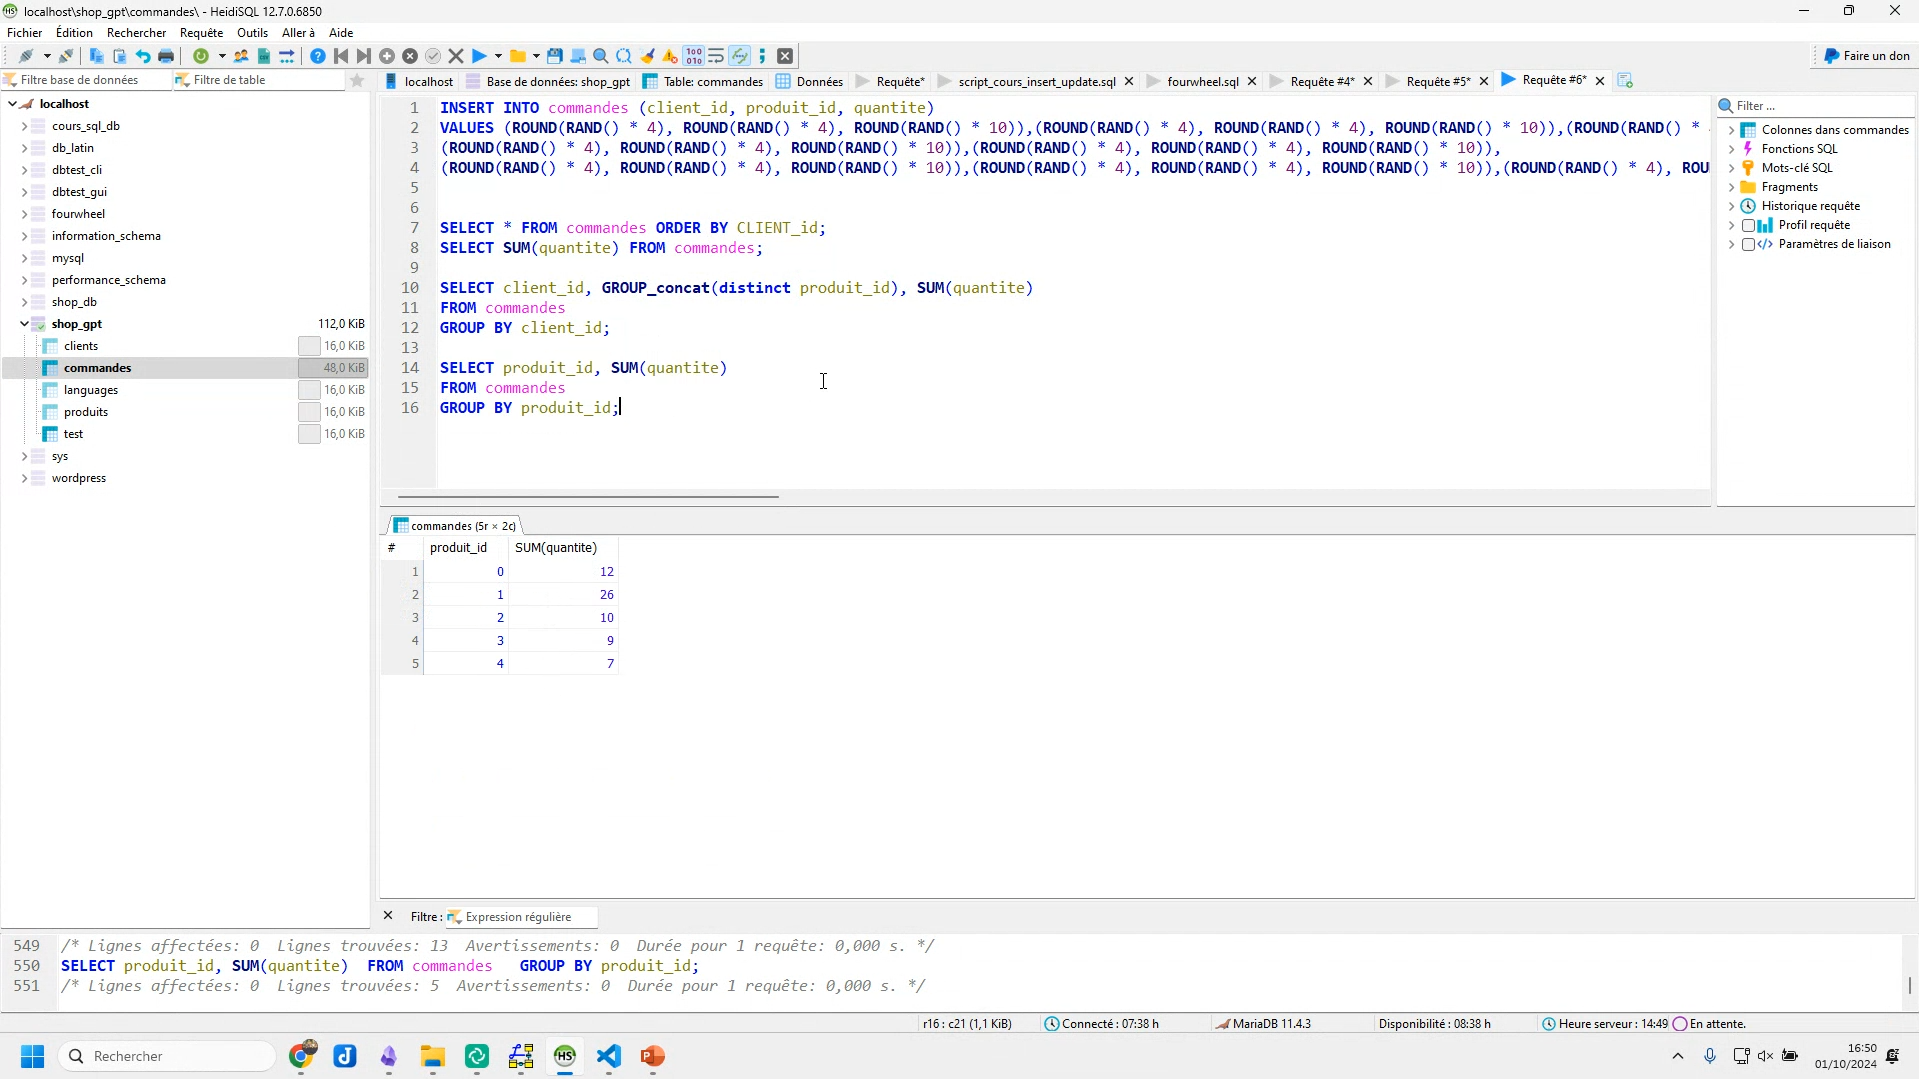 localhost\shop_gpt\commandes\ - HeidiSQL 12.7.0.6850
Fichier Édition Rechercher Requête Outils Aller à Aide
Faire un don
Filtre base de données Filtre de table
localhost Base de données: shop_gpt Table: commandes Données Requête* script_cours_insert_update.sql fourwheel.sql Requête #4* Requête #5* Requête #6*
localhost
cours_sql_db
db_latin
dbtest_cli
dbtest_gui
fourwheel
information_schema
mysql
performance_schema
shop_db
shop_gpt 112,0 KiB
clients 16,0 KiB
commandes 48,0 KiB
languages 16,0 KiB
produits 16,0 KiB
test 16,0 KiB
sys
wordpress
1 INSERT INTO commandes (client_id, produit_id, quantite)
2 VALUES (ROUND(RAND() * 4), ROUND(RAND() * 4), ROUND(RAND() * 10)),(ROUND(RAND() * 4), ROUND(RAND() * 4), ROUND(RAND() * 10)),(ROUND(RAND() *
3 (ROUND(RAND() * 4), ROUND(RAND() * 4), ROUND(RAND() * 10)),(ROUND(RAND() * 4), ROUND(RAND() * 4), ROUND(RAND() * 10)),
4 (ROUND(RAND() * 4), ROUND(RAND() * 4), ROUND(RAND() * 10)),(ROUND(RAND() * 4), ROUND(RAND() * 4), ROUND(RAND() * 10)),(ROUND(RAND() * 4), ROU
5
6
7 SELECT * FROM commandes ORDER BY CLIENT_id;
8 SELECT SUM(quantite) FROM commandes;
9
10 SELECT client_id, GROUP_concat(distinct produit_id), SUM(quantite)
11 FROM commandes
12 GROUP BY client_id;
13
14 SELECT produit_id, SUM(quantite)
15 FROM commandes
16 GROUP BY produit_id;
Filter ...
Colonnes dans commandes
Fonctions SQL
Mots-clé SQL
Fragments
Historique requête
Profil requête
Paramètres de liaison
commandes (5r × 2c)
# produit_id SUM(quantite)
1 0 12
2 1 26
3 2 10
4 3 9
5 4 7
Filtre : Expression régulière
549 /* Lignes affectées: 0 Lignes trouvées: 13 Avertissements: 0 Durée pour 1 requête: 0,000 s. */
550 SELECT produit_id, SUM(quantite) FROM commandes GROUP BY produit_id;
551 /* Lignes affectées: 0 Lignes trouvées: 5 Avertissements: 0 Durée pour 1 requête: 0,000 s. */
r16 : c21 (1,1 KiB) Connecté : 07:38 h MariaDB 11.4.3 Disponibilité : 08:38 h Heure serveur : 14:49 En attente.
Rechercher
16:50
01/10/2024